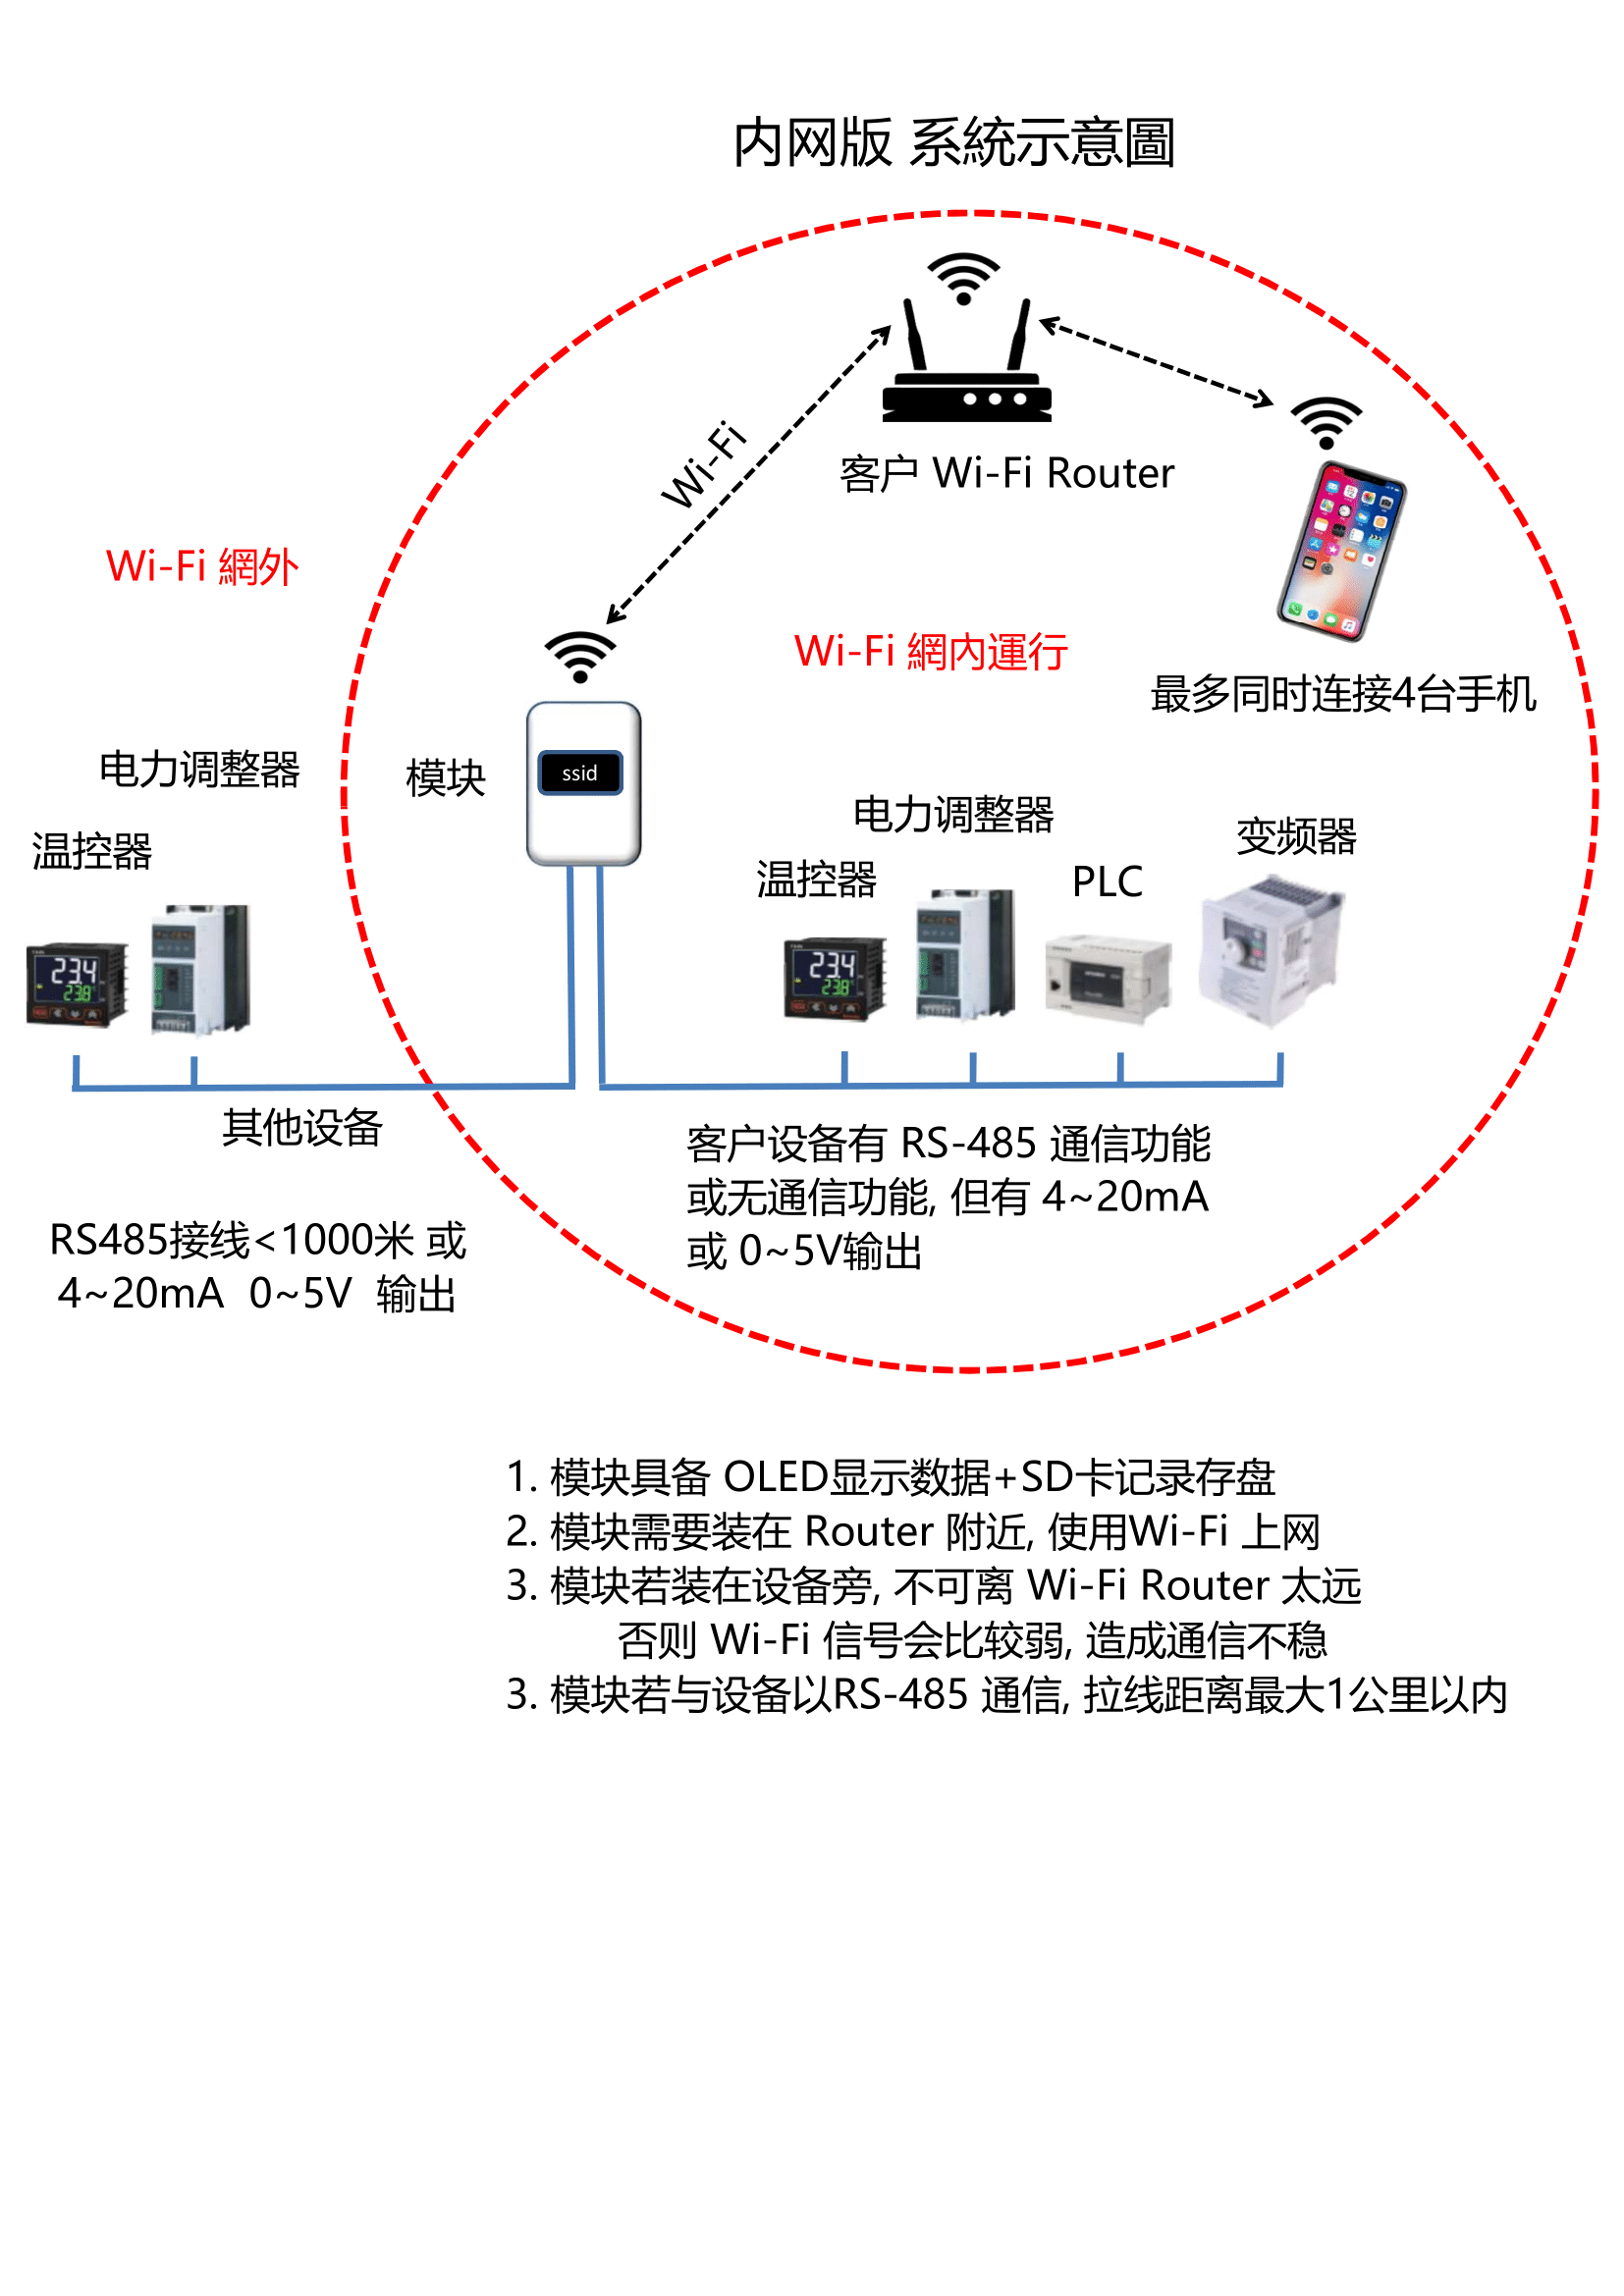 内网版 系統示意圖
Wi-Fi
客户 Wi-Fi Router
Wi-Fi 網外
Wi-Fi 網內運行
最多同时连接4台手机
电力调整器
模块
ssid
温控器
电力调整器
变频器
温控器
PLC
23.4
23.8
23.4
23.8
其他设备
客户设备有 RS-485 通信功能
或无通信功能, 但有 4~20mA
或 0~5V输出
RS485接线<1000米 或
4~20mA 0~5V 输出
1. 模块具备 OLED显示数据+SD卡记录存盘
2. 模块需要装在 Router 附近, 使用Wi-Fi 上网
3. 模块若装在设备旁, 不可离 Wi-Fi Router 太远
否则 Wi-Fi 信号会比较弱, 造成通信不稳
3. 模块若与设备以RS-485 通信, 拉线距离最大1公里以内